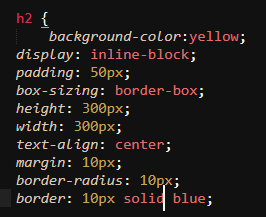 h2 {
background-color:yellow;
display: inline-block;
padding: 50px;
box-sizing: border-box;
height: 300px;
width: 300px;
text-align: center;
margin: 10px;
border-radius: 10px;
border: 10px solid blue;